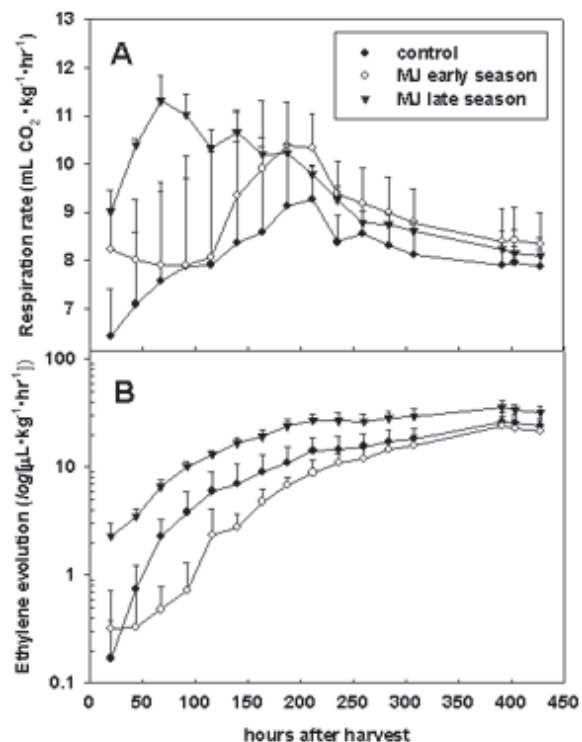 A
control
MJ early season
MJ late season
Respiration rate (mL CO₂ · kg⁻¹·hr⁻¹)
13
12
11
10
9
8
7
B
Ethylene evolution (log[µL·kg⁻¹·hr⁻¹])
100
10
1
0.1
0 50 100 150 200 250 300 350 400 450 500
hours after harvest